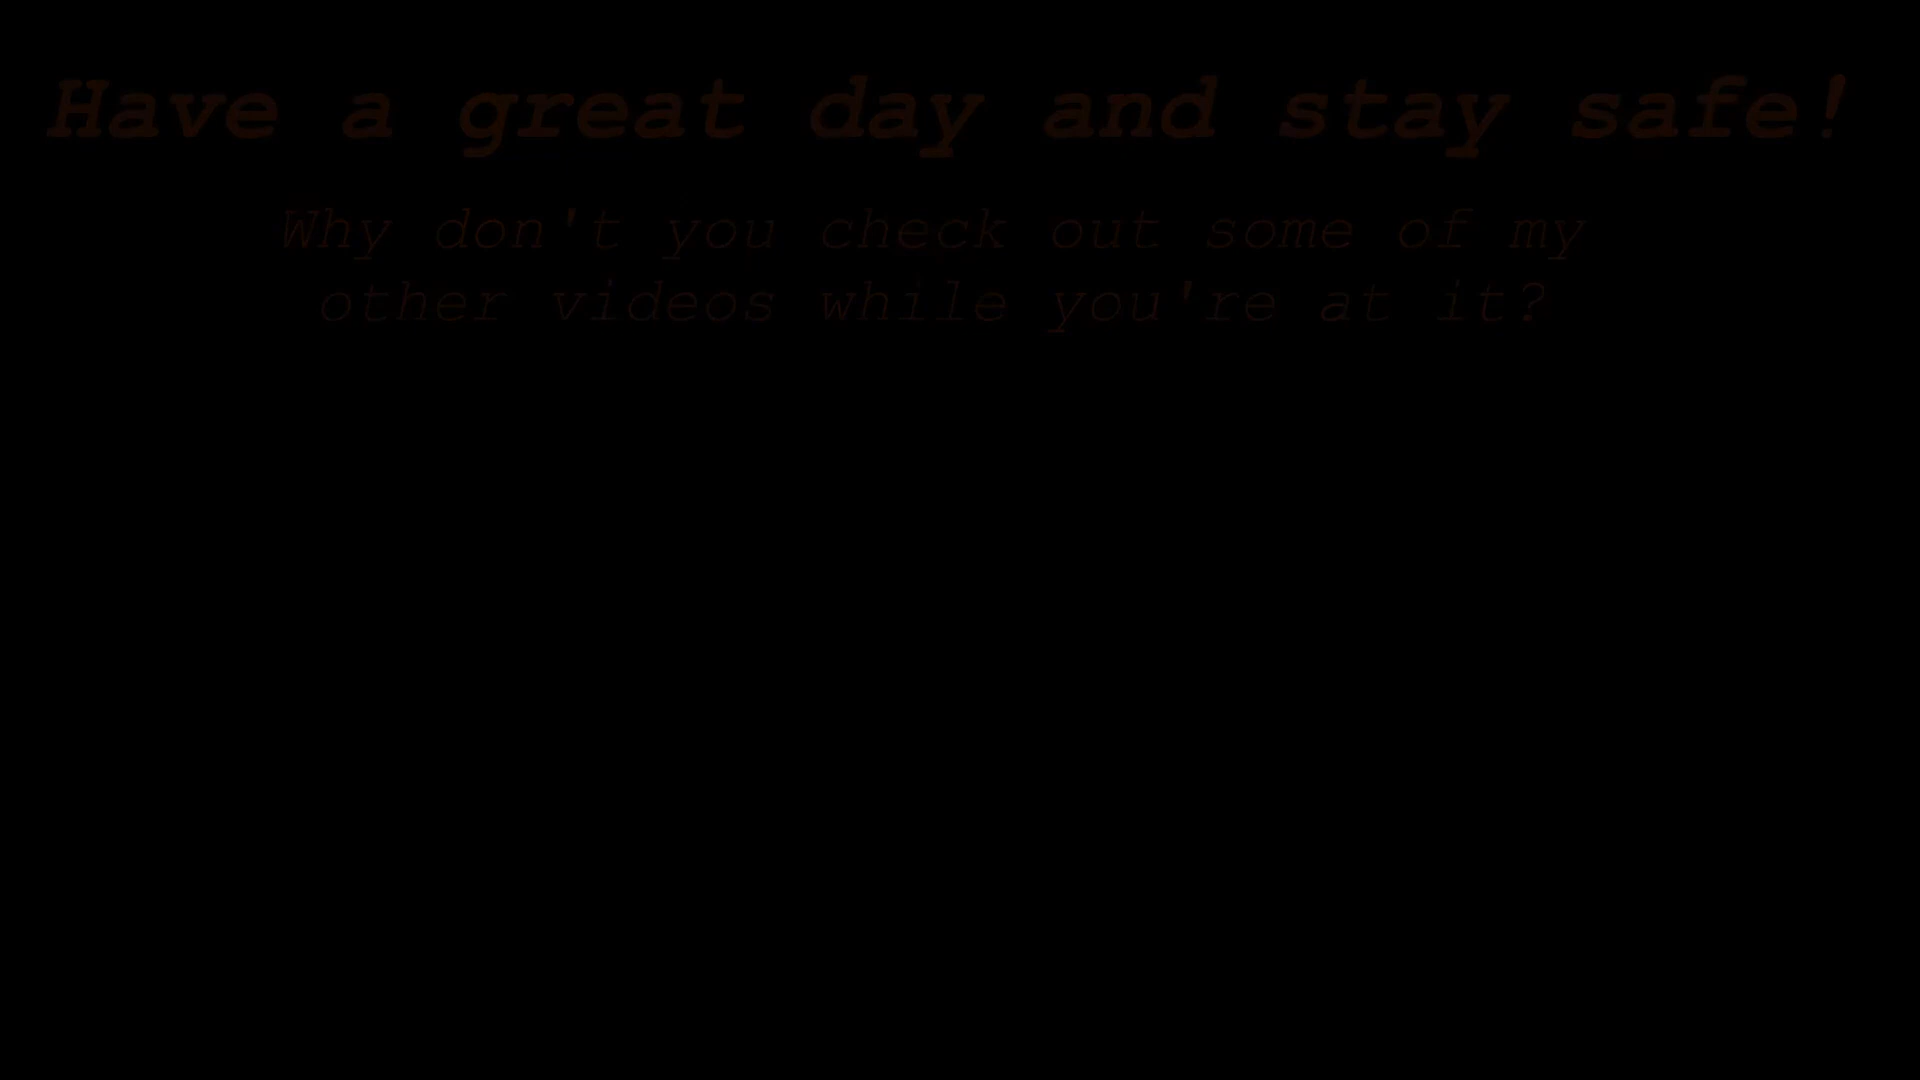 Have a great day and stay safe!
Why don't you check out some of my
other videos while you're at it?